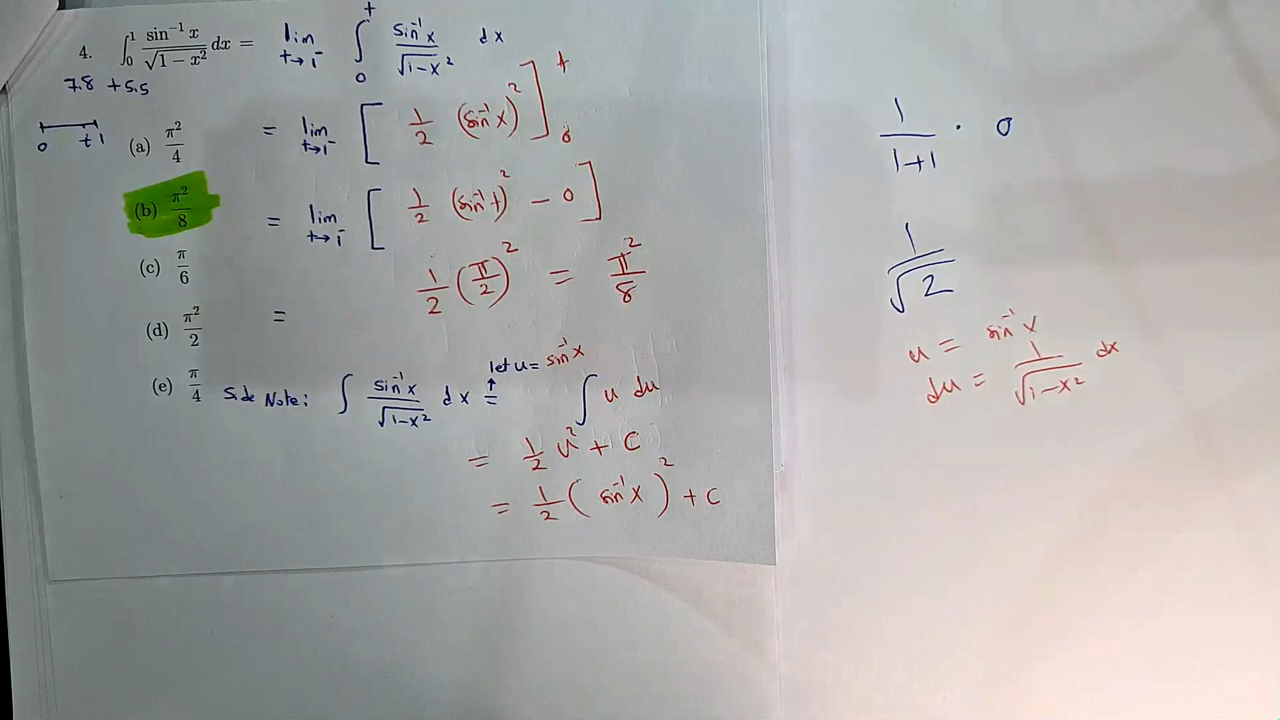 4. ∫₀¹ sin⁻¹ x / √(1 − x²) dx = lim t→1⁻ ∫₀ᵗ sin⁻¹x / √(1−x²) dx
7.8 + 5.5
0 t 1
(a) π²/4 = lim t→1⁻ [ 1/2 (sin⁻¹x)² ]₀ᵗ
(b) π²/8 = lim t→1⁻ [ 1/2 (sin⁻¹t)² − 0 ]
(c) π/6
= 1/2 (π/2)² = π²/8
(d) π²/2
(e) π/4
Side Note: ∫ sin⁻¹x / √(1−x²) dx = ∫ u du
let u = sin⁻¹x
= 1/2 u² + C
= 1/2 ( sin⁻¹x )² + C
1/(1+1) · 0
1/√2
u = sin⁻¹x
du = 1/√(1−x²) dx